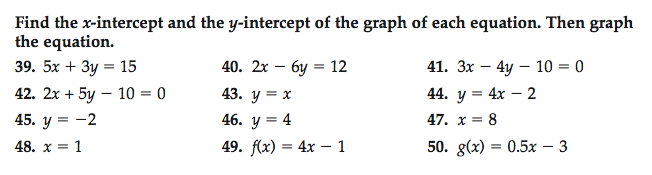 Find the x-intercept and the y-intercept of the graph of each equation. Then graph
the equation.
39. 5x + 3y = 15 40. 2x − 6y = 12 41. 3x − 4y − 10 = 0
42. 2x + 5y − 10 = 0 43. y = x 44. y = 4x − 2
45. y = −2 46. y = 4 47. x = 8
48. x = 1 49. f(x) = 4x − 1 50. g(x) = 0.5x − 3